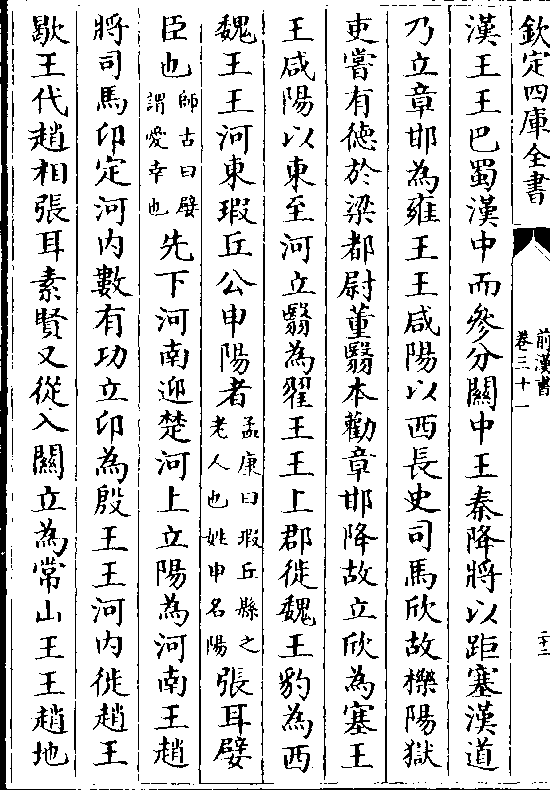 欽定四庫全書
前漢書
卷三十一
二十二
漢王王巴蜀漢中而參分關中王秦降將以距塞漢道
乃立章邯為雍王王咸陽以西長史司馬欣故櫟陽獄
吏嘗有德於梁都尉董翳本勸章邯降故立欣為塞王
王咸陽以東至河立翳為翟王王上郡徙魏王豹為西
魏王王河東瑕丘公申陽者孟康曰瑕丘縣之老人也姓申名陽張耳嬖
臣也師古曰嬖謂愛幸也先下河南迎楚河上立陽為河南王趙
將司馬卬定河内數有功立卬為殷王王河内徙趙王
歇王代趙相張耳素賢又從入關立為常山王王趙地